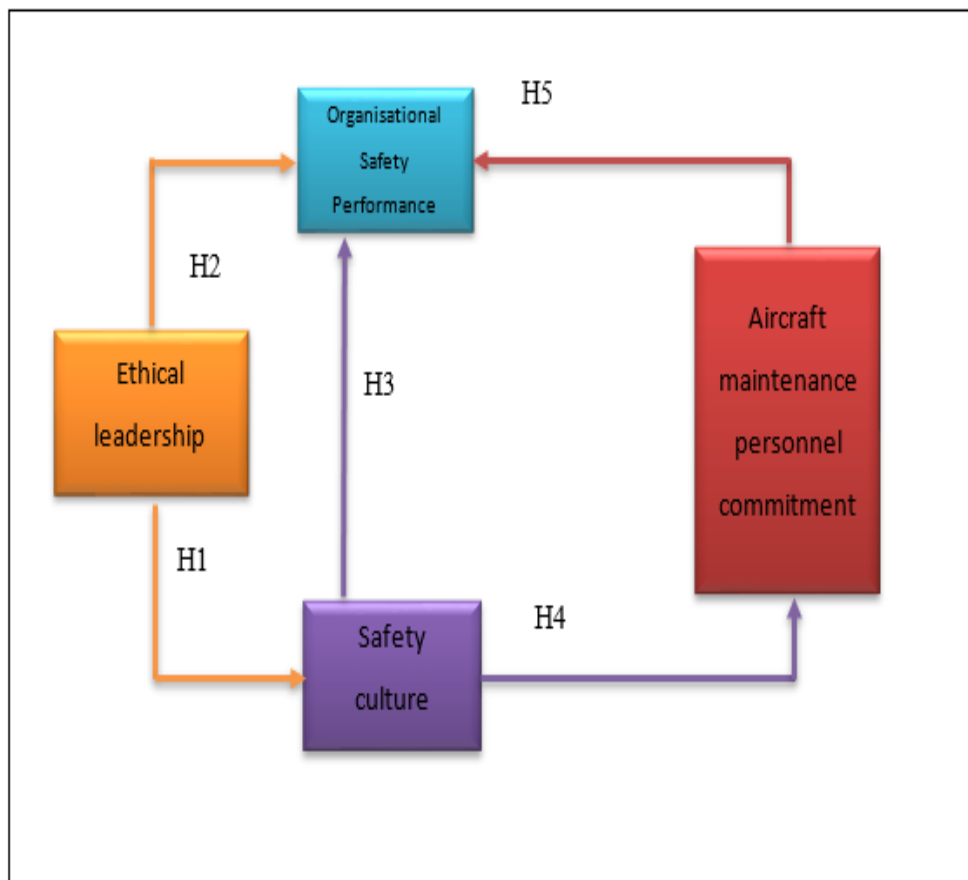 H5
Organisational
Safety
Performance
H2
Ethical
leadership
H3
Aircraft
maintenance
personnel
commitment
H1
Safety
culture
H4